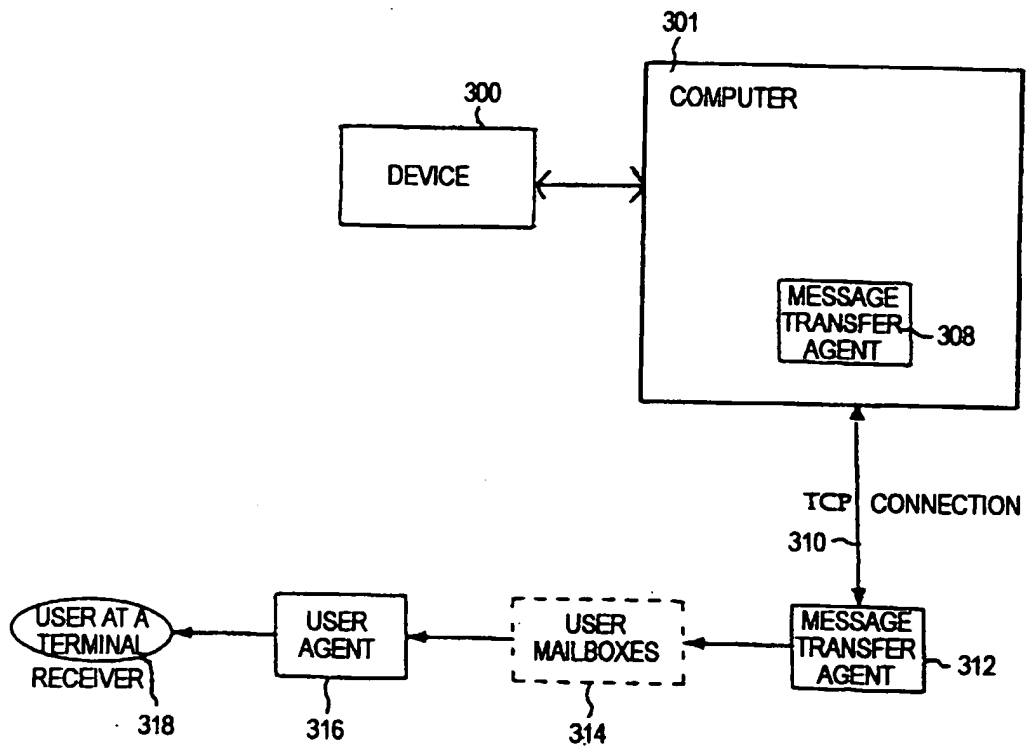 301
COMPUTER
300
DEVICE
MESSAGE
TRANSFER
AGENT
308
TCP CONNECTION
310
USER AT A
TERMINAL
RECEIVER
318
USER
AGENT
316
USER
MAILBOXES
314
MESSAGE
TRANSFER
AGENT
312